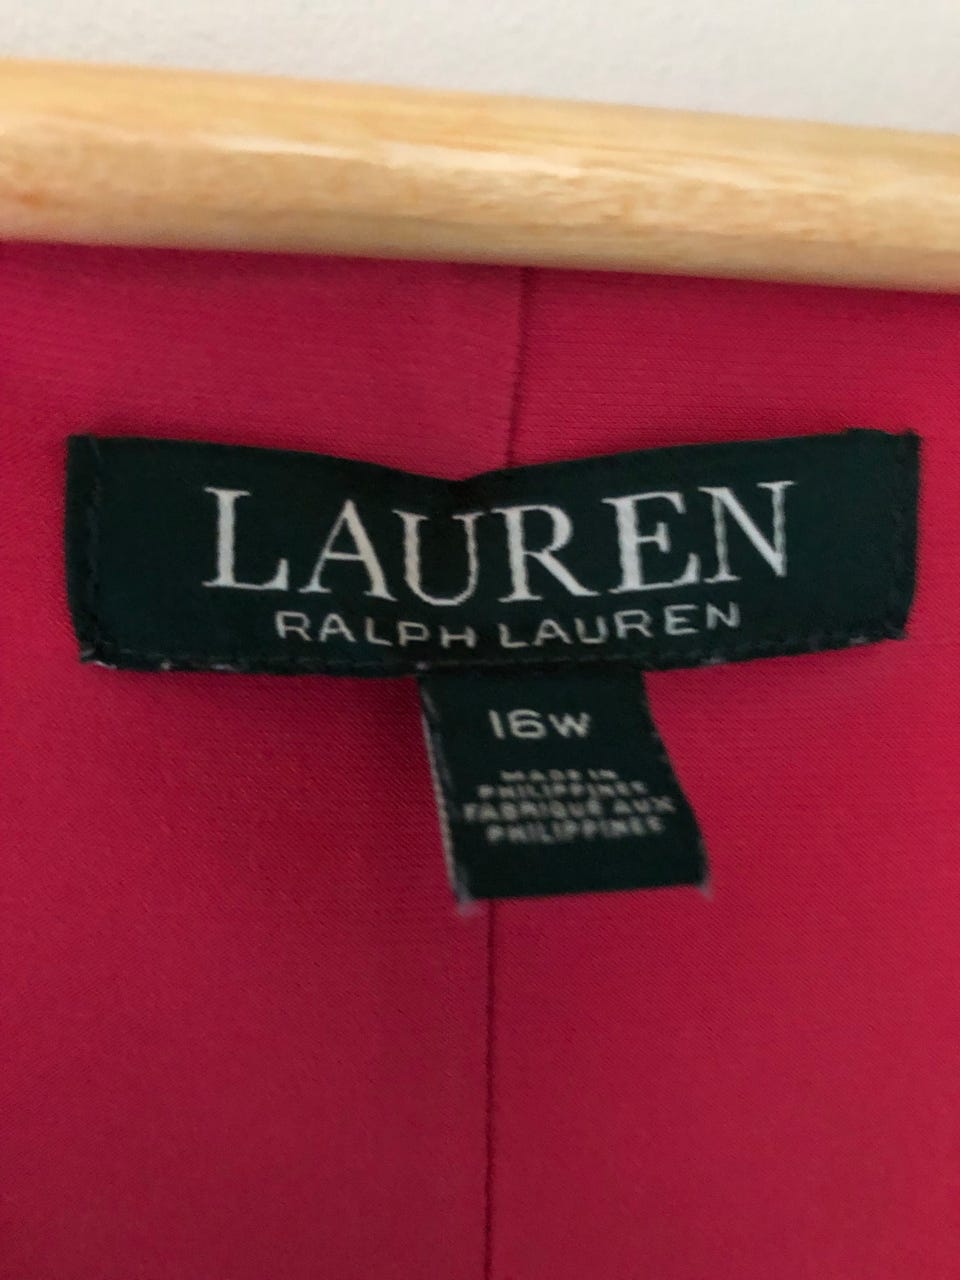 LAUREN
RALPH LAUREN
16W
MADE IN
PHILIPPINES
FABRIQUÉ AUX
PHILIPPINES